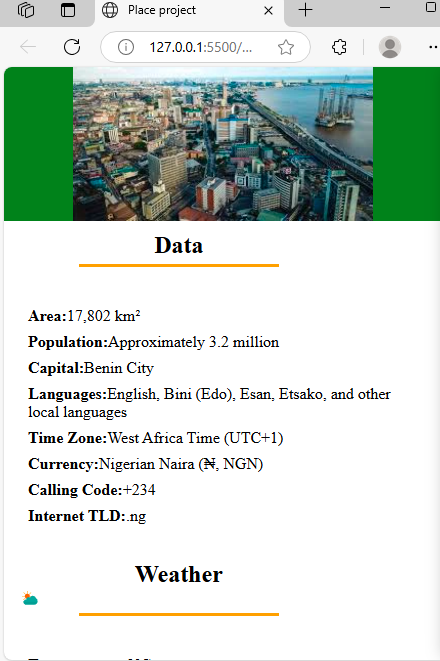 Place project
127.0.0.1:5500/...
Data
Area:17,802 km²
Population:Approximately 3.2 million
Capital:Benin City
Languages:English, Bini (Edo), Esan, Etsako, and other
local languages
Time Zone:West Africa Time (UTC+1)
Currency:Nigerian Naira (₦, NGN)
Calling Code:+234
Internet TLD:.ng
Weather